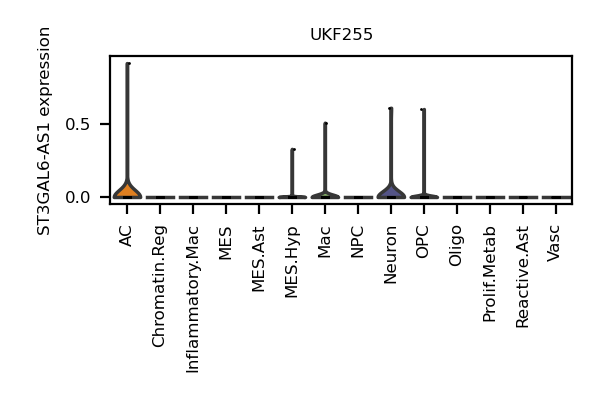 UKF255
ST3GAL6-AS1 expression
0.5
0.0
AC
Chromatin.Reg
Inflammatory.Mac
MES
MES.Ast
MES.Hyp
Mac
NPC
Neuron
OPC
Oligo
Prolif.Metab
Reactive.Ast
Vasc